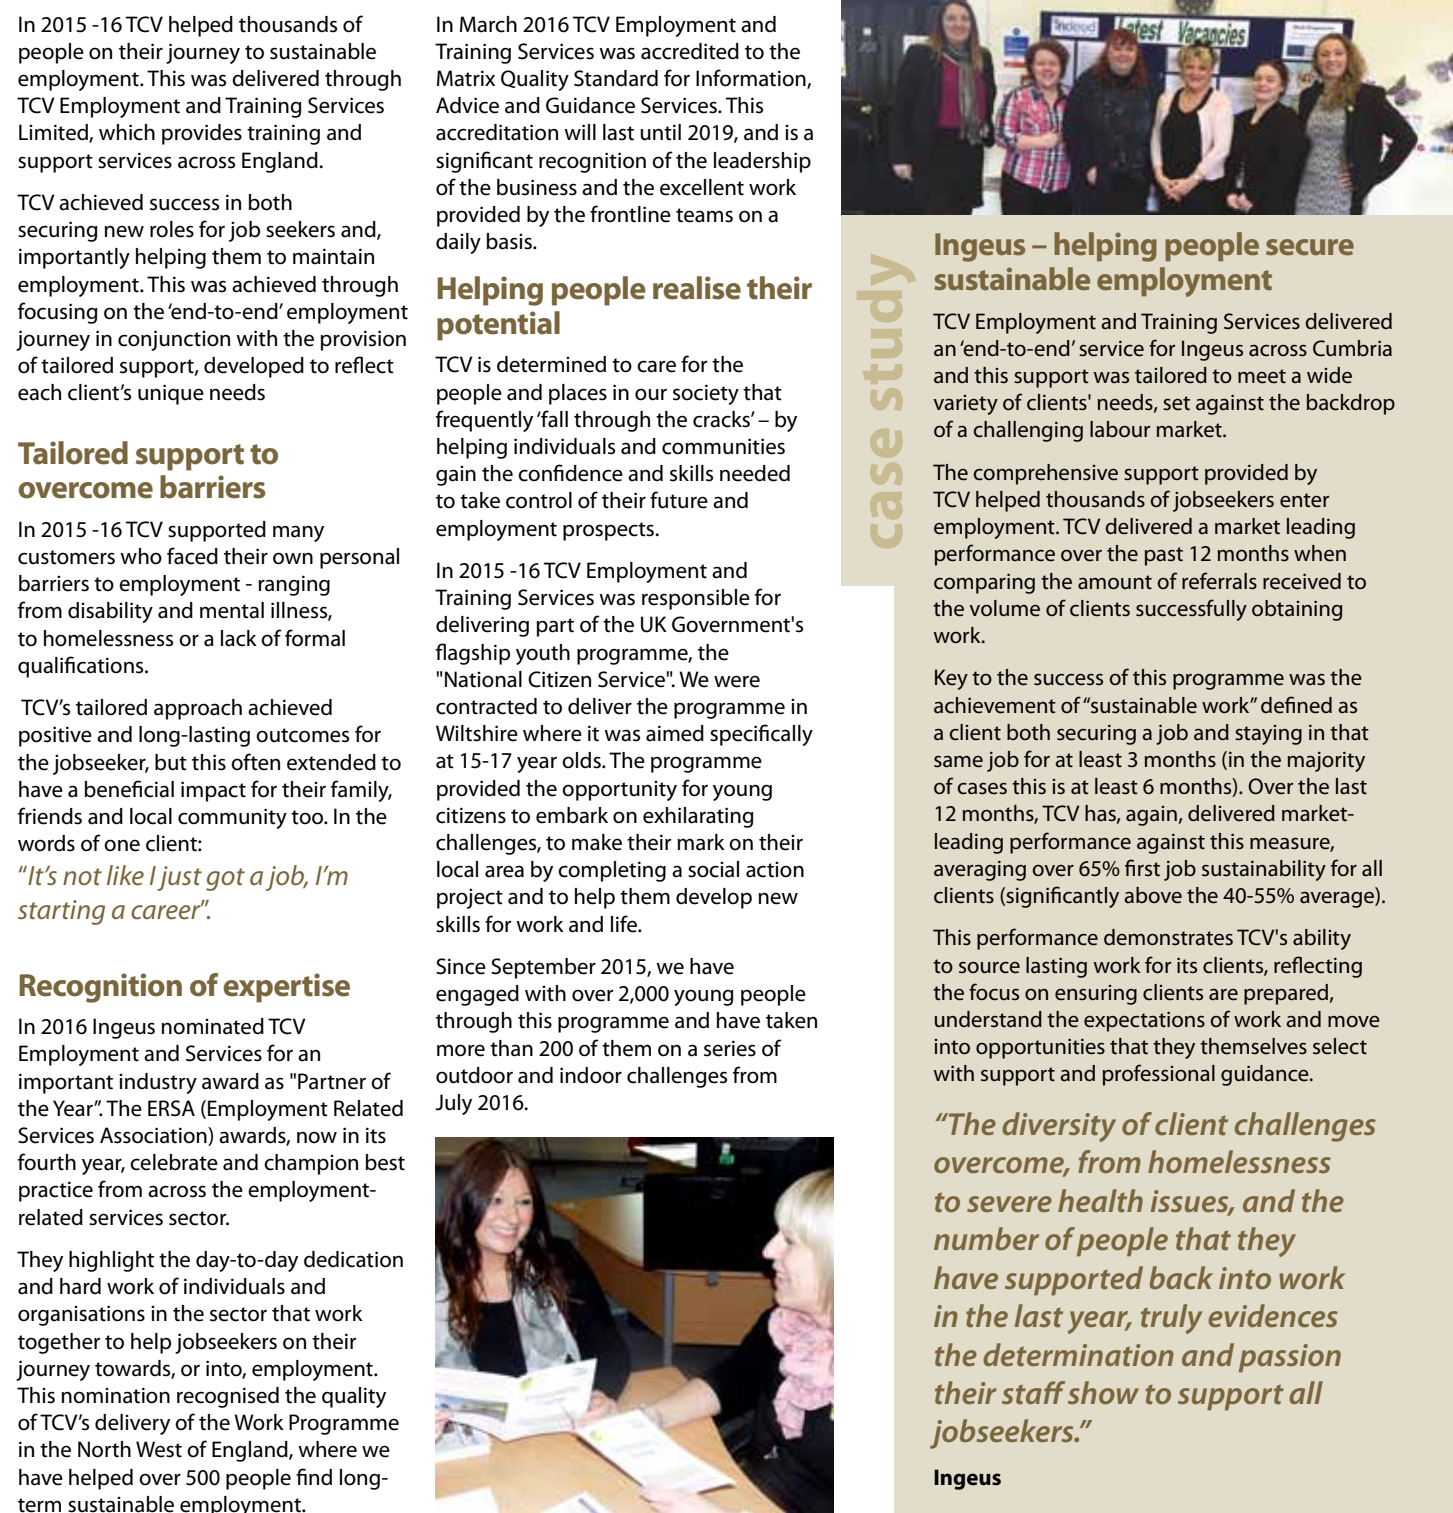 In 2015 -16 TCV helped thousands of
people on their journey to sustainable
employment. This was delivered through
TCV Employment and Training Services
Limited, which provides training and
support services across England.
TCV achieved success in both
securing new roles for job seekers and,
importantly helping them to maintain
employment. This was achieved through
focusing on the ‘end-to-end’ employment
journey in conjunction with the provision
of tailored support, developed to reflect
each client’s unique needs
Tailored support to
overcome barriers
In 2015 -16 TCV supported many
customers who faced their own personal
barriers to employment - ranging
from disability and mental illness,
to homelessness or a lack of formal
qualifications.
TCV’s tailored approach achieved
positive and long-lasting outcomes for
the jobseeker, but this often extended to
have a beneficial impact for their family,
friends and local community too. In the
words of one client:
“It’s not like I just got a job, I’m
starting a career”.
Recognition of expertise
In 2016 Ingeus nominated TCV
Employment and Services for an
important industry award as "Partner of
the Year”. The ERSA (Employment Related
Services Association) awards, now in its
fourth year, celebrate and champion best
practice from across the employment-
related services sector.
They highlight the day-to-day dedication
and hard work of individuals and
organisations in the sector that work
together to help jobseekers on their
journey towards, or into, employment.
This nomination recognised the quality
of TCV’s delivery of the Work Programme
in the North West of England, where we
have helped over 500 people find long-
term sustainable employment.
In March 2016 TCV Employment and
Training Services was accredited to the
Matrix Quality Standard for Information,
Advice and Guidance Services. This
accreditation will last until 2019, and is a
significant recognition of the leadership
of the business and the excellent work
provided by the frontline teams on a
daily basis.
Helping people realise their
potential
TCV is determined to care for the
people and places in our society that
frequently ‘fall through the cracks’ – by
helping individuals and communities
gain the confidence and skills needed
to take control of their future and
employment prospects.
In 2015 -16 TCV Employment and
Training Services was responsible for
delivering part of the UK Government's
flagship youth programme, the
"National Citizen Service". We were
contracted to deliver the programme in
Wiltshire where it was aimed specifically
at 15-17 year olds. The programme
provided the opportunity for young
citizens to embark on exhilarating
challenges, to make their mark on their
local area by completing a social action
project and to help them develop new
skills for work and life.
Since September 2015, we have
engaged with over 2,000 young people
through this programme and have taken
more than 200 of them on a series of
outdoor and indoor challenges from
July 2016.
indeed
Latest Vacancies
case study
Ingeus – helping people secure
sustainable employment
TCV Employment and Training Services delivered
an ‘end-to-end’ service for Ingeus across Cumbria
and this support was tailored to meet a wide
variety of clients' needs, set against the backdrop
of a challenging labour market.
The comprehensive support provided by
TCV helped thousands of jobseekers enter
employment. TCV delivered a market leading
performance over the past 12 months when
comparing the amount of referrals received to
the volume of clients successfully obtaining
work.
Key to the success of this programme was the
achievement of “sustainable work” defined as
a client both securing a job and staying in that
same job for at least 3 months (in the majority
of cases this is at least 6 months). Over the last
12 months, TCV has, again, delivered market-
leading performance against this measure,
averaging over 65% first job sustainability for all
clients (significantly above the 40-55% average).
This performance demonstrates TCV's ability
to source lasting work for its clients, reflecting
the focus on ensuring clients are prepared,
understand the expectations of work and move
into opportunities that they themselves select
with support and professional guidance.
“The diversity of client challenges
overcome, from homelessness
to severe health issues, and the
number of people that they
have supported back into work
in the last year, truly evidences
the determination and passion
their staff show to support all
jobseekers.”
Ingeus